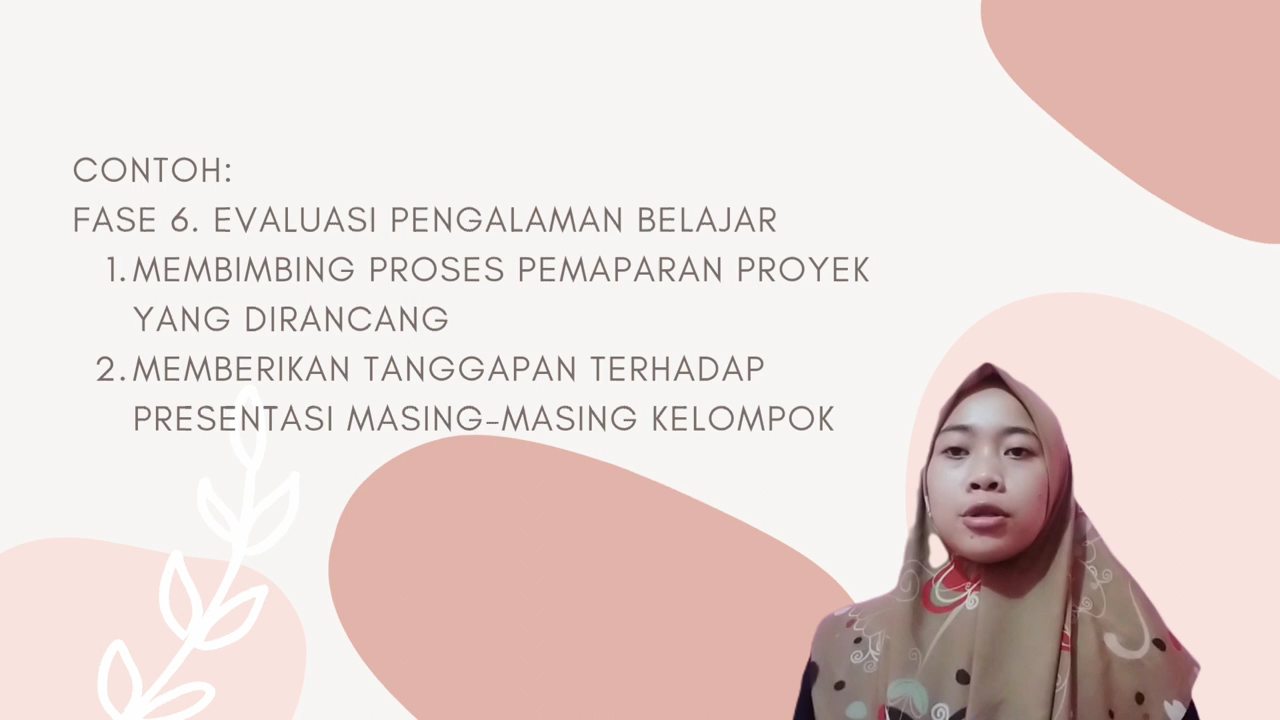 CONTOH:
FASE 6. EVALUASI PENGALAMAN BELAJAR
1. MEMBIMBING PROSES PEMAPARAN PROYEK
YANG DIRANCANG
2. MEMBERIKAN TANGGAPAN TERHADAP
PRESENTASI MASING-MASING KELOMPOK